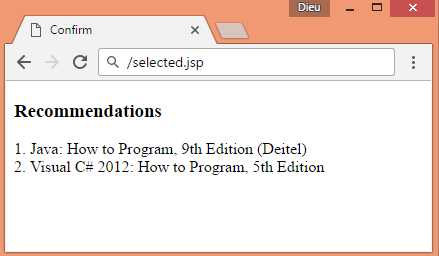 Dieu
Confirm
/selected.jsp
Recommendations
1. Java: How to Program, 9th Edition (Deitel)
2. Visual C# 2012: How to Program, 5th Edition